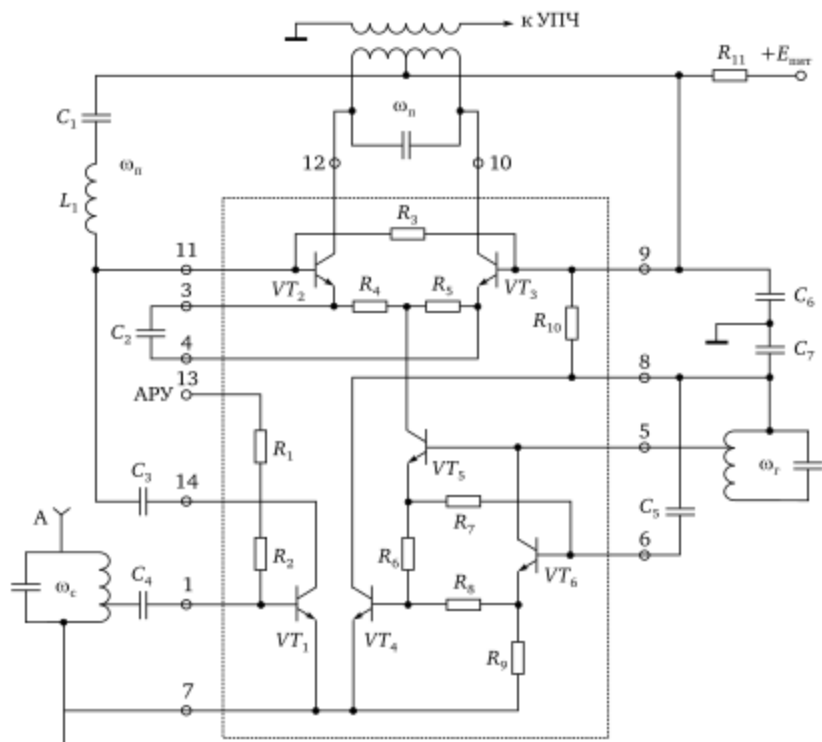 к УПЧ
R₁₁ +Eпит
C₁
ωп
ωп
12
10
L₁
R₃
11
9
VT₂
R₄
R₅
VT₃
3
C₆
C₂
R₁₀
4
C₇
8
13
АРУ
5
R₁
VT₅
ωг
C₃
14
R₇
C₅
А
6
R₂
R₆
C₄
R₈
VT₆
ωс
1
VT₁
VT₄
R₉
7